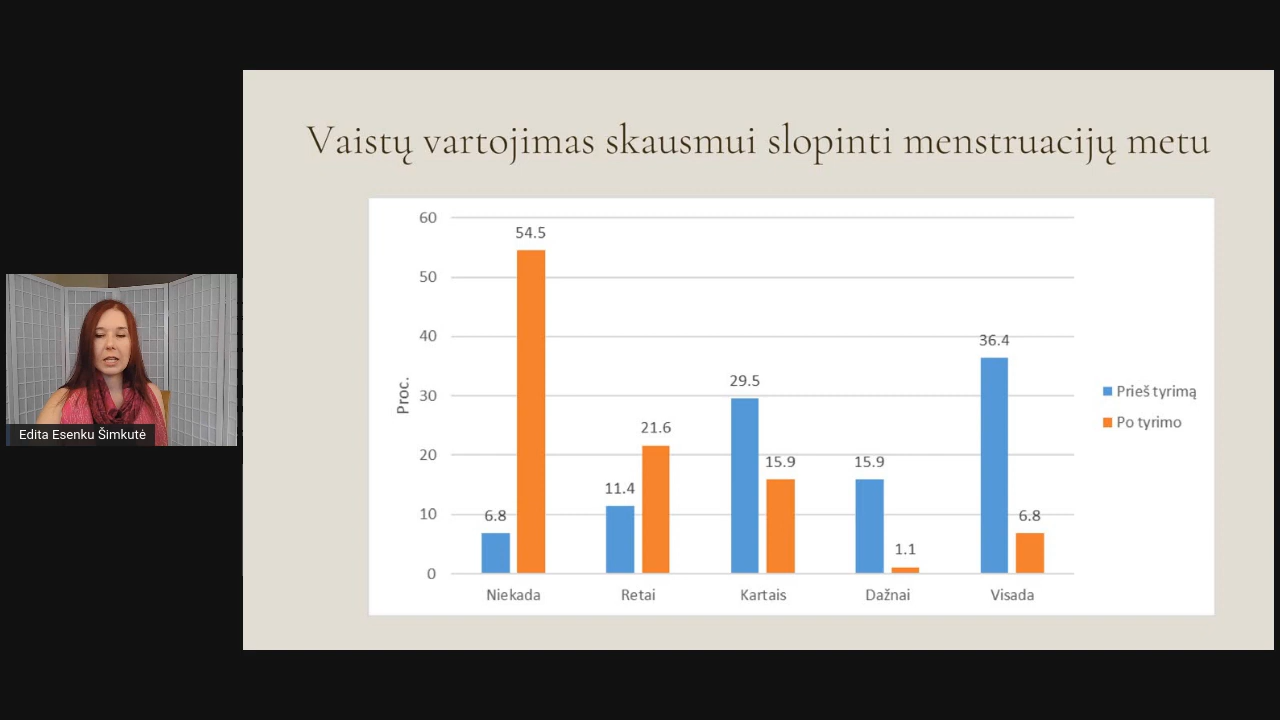 Vaistų vartojimas skausmui slopinti menstruacijų metu
60
50
40
30
20
10
0
Proc.
6.8
54.5
11.4
21.6
29.5
15.9
15.9
1.1
36.4
6.8
Niekada
Retai
Kartais
Dažnai
Visada
Prieš tyrimą
Po tyrimo
Edita Esenku Šimkutė